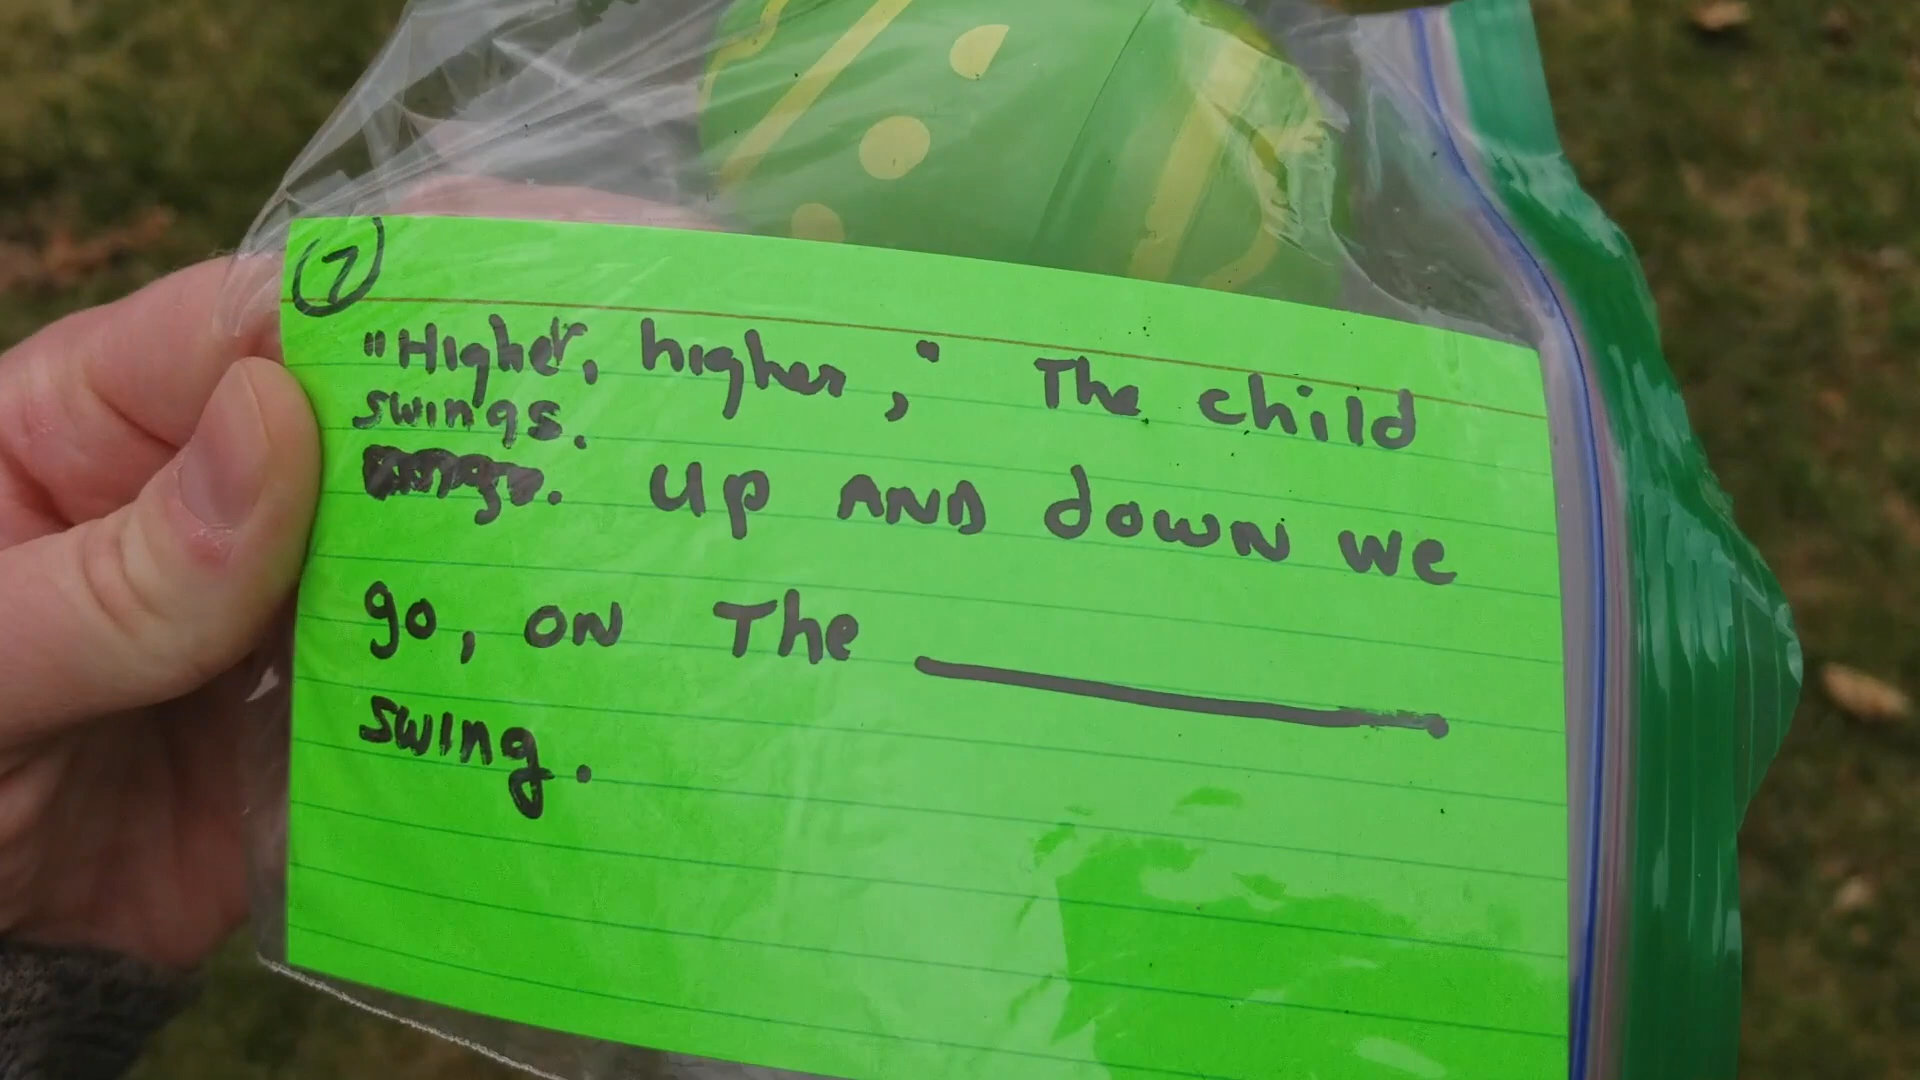 7
"Higher, higher," The child
swings.
Up AND down we
go, ON The
swing.